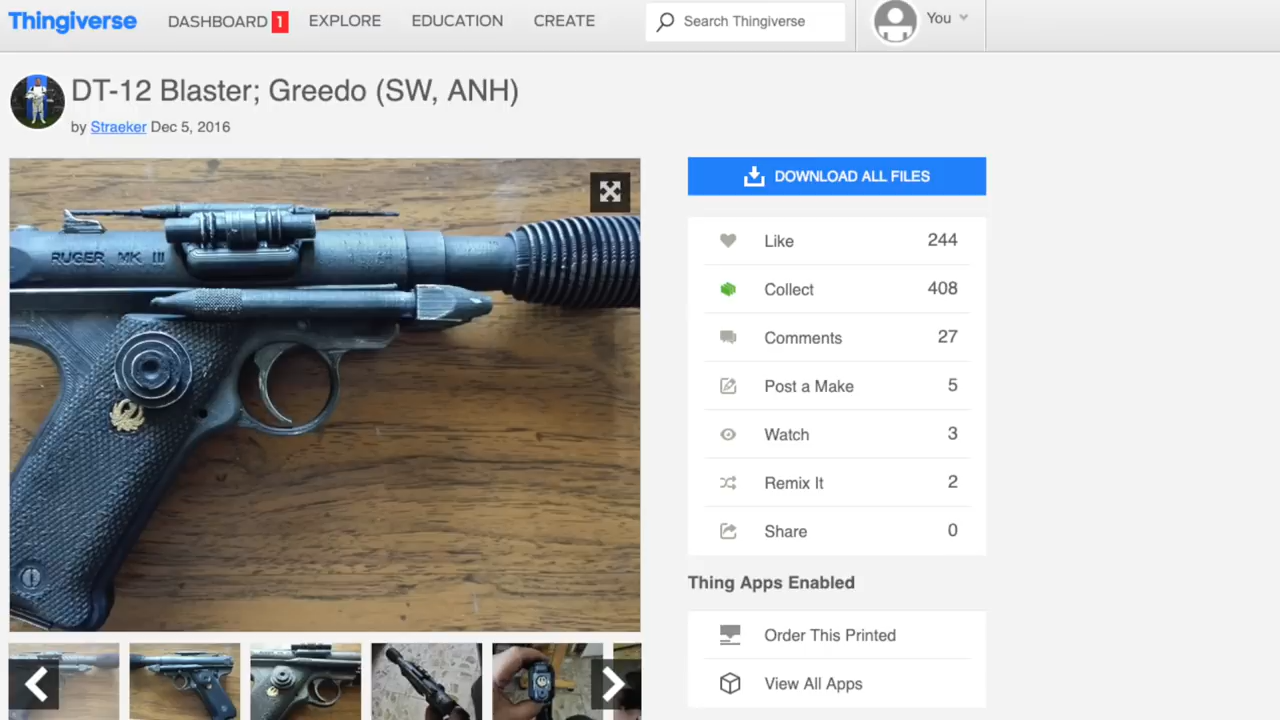 Thingiverse
DASHBOARD 1 EXPLORE EDUCATION CREATE
Search Thingiverse
You
DT-12 Blaster; Greedo (SW, ANH)
by Straeker Dec 5, 2016
RUGER MK III
DOWNLOAD ALL FILES
Like 244
Collect 408
Comments 27
Post a Make 5
Watch 3
Remix It 2
Share 0
Thing Apps Enabled
Order This Printed
View All Apps